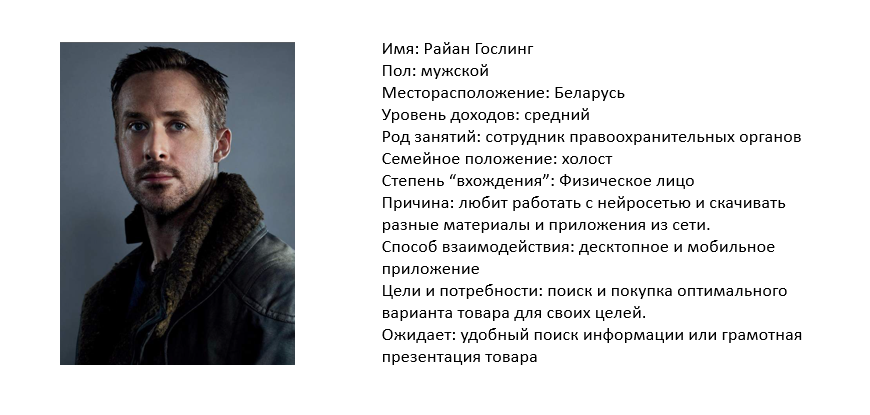 Имя: Райан Гослинг
Пол: мужской
Месторасположение: Беларусь
Уровень доходов: средний
Род занятий: сотрудник правоохранительных органов
Семейное положение: холост
Степень “вхождения”: Физическое лицо
Причина: любит работать с нейросетью и скачивать
разные материалы и приложения из сети.
Способ взаимодействия: десктопное и мобильное
приложение
Цели и потребности: поиск и покупка оптимального
варианта товара для своих целей.
Ожидает: удобный поиск информации или грамотная
презентация товара